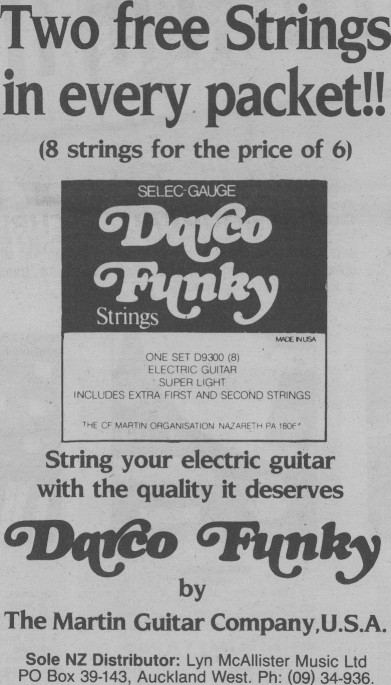 Two free Strings
in every packet!!
(8 strings for the price of 6)
SELEC-GAUGE
Darco
Funky
Strings
MADE IN USA
ONE SET D9300 (8)
ELECTRIC GUITAR
SUPER LIGHT
INCLUDES EXTRA FIRST AND SECOND STRINGS
THE CF MARTIN ORGANISATION NAZARETH PA
String your electric guitar
with the quality it deserves
Darco Funky
by
The Martin Guitar Company,U.S.A.
Sole NZ Distributor: Lyn McAllister Music Ltd
PO Box 39-143, Auckland West. Ph: (09) 34-936.